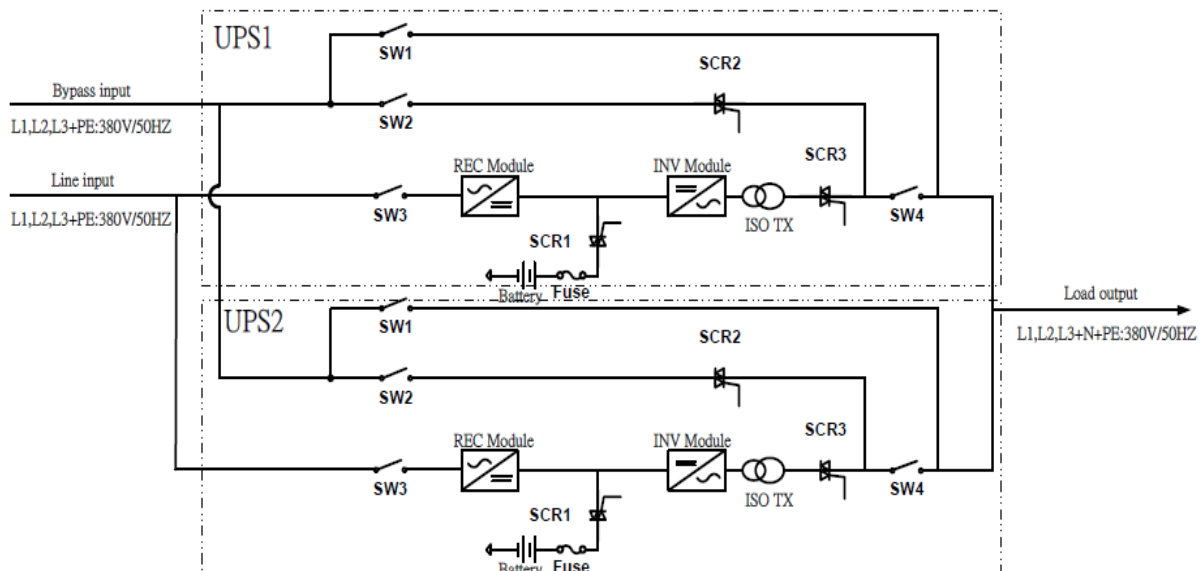 UPS1
SW1
SCR2
Bypass input
L1,L2,L3+PE:380V/50HZ
SW2
SCR3
Line input
L1,L2,L3+PE:380V/50HZ
REC Module
INV Module
SW3
ISO TX
SW4
SCR1
Battery
Fuse
UPS2
SW1
SCR2
Load output
L1,L2,L3+N+PE:380V/50HZ
SW2
SCR3
REC Module
INV Module
SW3
ISO TX
SW4
SCR1
Battery
Fuse